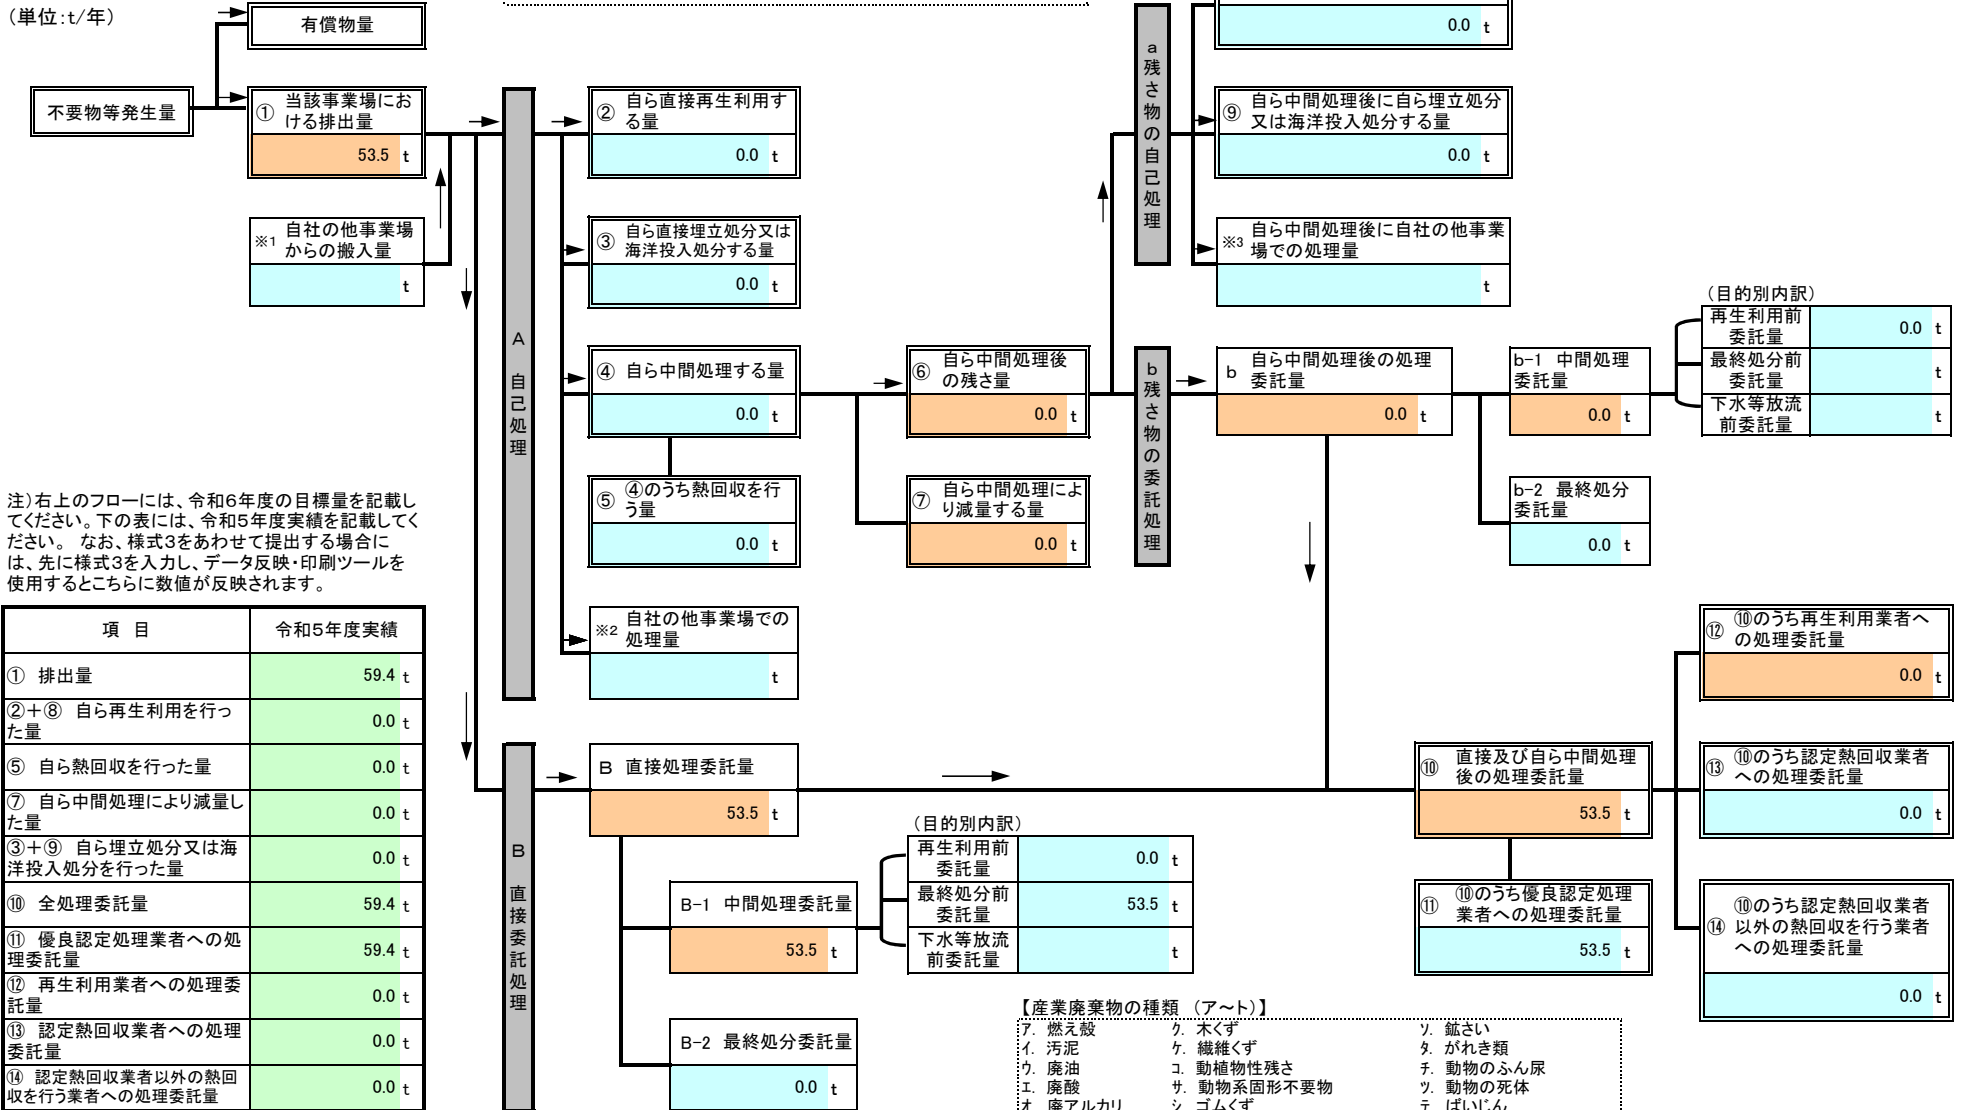 (単位:t/年)
有償物量
不要物等発生量
① 当該事業場にお
ける排出量
53.5 t
※1 自社の他事業場
からの搬入量
t
A 自己処理
② 自ら直接再生利用す
る量
0.0 t
③ 自ら直接埋立処分又は
海洋投入処分する量
0.0 t
④ 自ら中間処理する量
0.0 t
⑤ ④のうち熱回収を行
う量
0.0 t
※2 自社の他事業場での
処理量
t
⑥ 自ら中間処理後
の残さ量
0.0 t
⑦ 自ら中間処理によ
り減量する量
0.0 t
a 残さ物の自己処理
0.0 t
⑨ 自ら中間処理後に自ら埋立処分
又は海洋投入処分する量
0.0 t
※3 自ら中間処理後に自社の他事業
場での処理量
t
b 残さ物の委託処理
b 自ら中間処理後の処理
委託量
0.0 t
b-1 中間処理
委託量
0.0 t
(目的別内訳)
再生利用前
委託量
0.0 t
最終処分前
委託量
t
下水等放流
前委託量
t
b-2 最終処分
委託量
0.0 t
注)右上のフローには、令和6年度の目標量を記載し
てください。下の表には、令和5年度実績を記載してく
ださい。 なお、様式3をあわせて提出する場合に
は、先に様式3を入力し、データ反映・印刷ツールを
使用するとこちらに数値が反映されます。
項 目 令和5年度実績
① 排出量 59.4 t
②+⑧ 自ら再生利用を行っ
た量
0.0 t
⑤ 自ら熱回収を行った量 0.0 t
⑦ 自ら中間処理により減量し
た量
0.0 t
③+⑨ 自ら埋立処分又は海
洋投入処分を行った量
0.0 t
⑩ 全処理委託量 59.4 t
⑪ 優良認定処理業者への処
理委託量
59.4 t
⑫ 再生利用業者への処理委
託量
0.0 t
⑬ 認定熱回収業者への処理
委託量
0.0 t
⑭ 認定熱回収業者以外の熱回
収を行う業者への処理委託量
0.0 t
B 直接委託処理
B 直接処理委託量
53.5 t
B-1 中間処理委託量
53.5 t
(目的別内訳)
再生利用前
委託量
0.0 t
最終処分前
委託量
53.5 t
下水等放流
前委託量
t
B-2 最終処分委託量
0.0 t
⑩ 直接及び自ら中間処理
後の処理委託量
53.5 t
⑪ ⑩のうち優良認定処理
業者への処理委託量
53.5 t
⑫ ⑩のうち再生利用業者へ
の処理委託量
0.0 t
⑬ ⑩のうち認定熱回収業者
への処理委託量
0.0 t
⑭ ⑩のうち認定熱回収業者
以外の熱回収を行う業者
への処理委託量
0.0 t
【産業廃棄物の種類 (ア~ト)】
ア. 燃え殻 ク. 木くず ソ. 鉱さい
イ. 汚泥 ケ. 繊維くず タ. がれき類
ウ. 廃油 コ. 動植物性残さ チ. 動物のふん尿
エ. 廃酸 サ. 動物系固形不要物 ツ. 動物の死体
オ. 廃アルカリ シ. ゴムくず テ. ばいじん